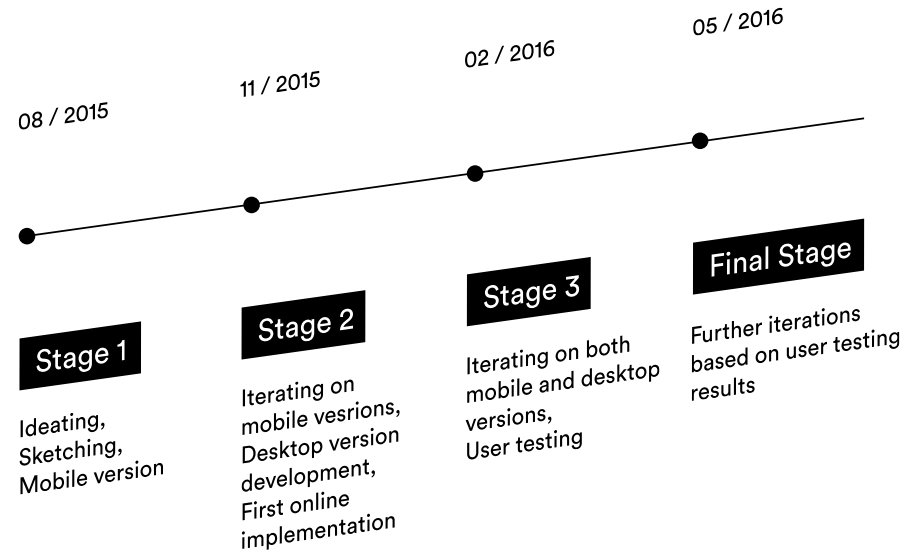 08 / 2015
11 / 2015
02 / 2016
05 / 2016
Stage 1
Ideating,
Sketching,
Mobile version
Stage 2
Iterating on
mobile vesrions,
Desktop version
development,
First online
implementation
Stage 3
Iterating on both
mobile and desktop
versions,
User testing
Final Stage
Further iterations
based on user testing
results